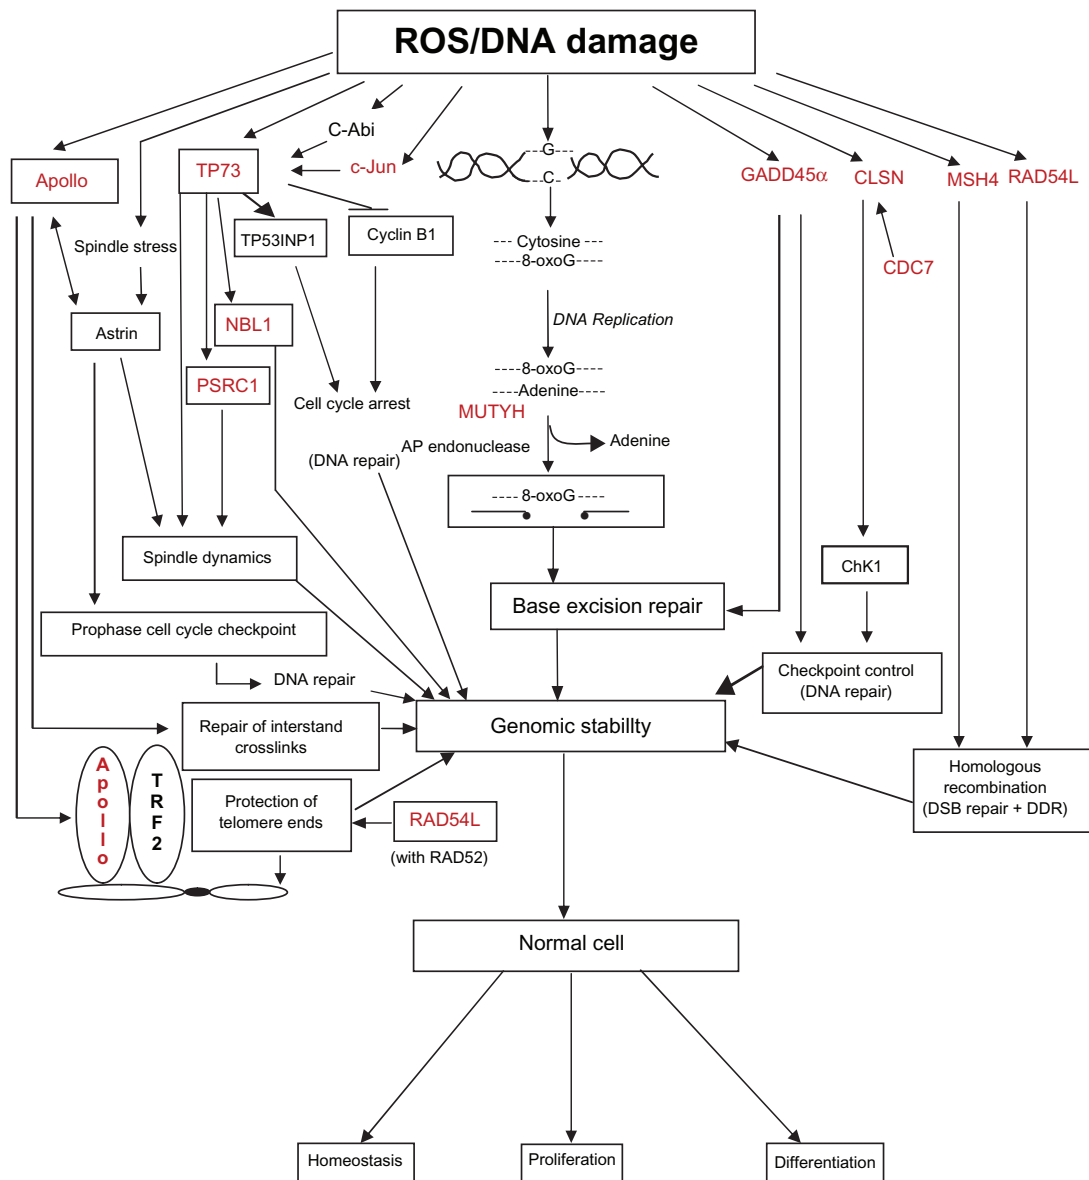 ROS/DNA damage
C-Abi
G
Apollo
TP73
c-Jun
GADD45α
CLSN
MSH4
RAD54L
C
TP53INP1
Cyclin B1
Spindle stress
---- Cytosine ----
---- 8-oxoG----
CDC7
Astrin
NBL1
DNA Replication
PSRC1
----8-oxoG----
----Adenine----
Cell cycle arrest
MUTYH
(DNA repair)
AP endonuclease
Adenine
---- 8-oxoG ----
Spindle dynamics
ChK1
Base excision repair
Prophase cell cycle checkpoint
DNA repair
Checkpoint control
(DNA repair)
Repair of interstand
crosslinks
Genomic stabillty
Apollo
TRF2
Protection of
telomere ends
RAD54L
(with RAD52)
Homologous
recombination
(DSB repair + DDR)
Normal cell
Homeostasis
Proliferation
Differentiation